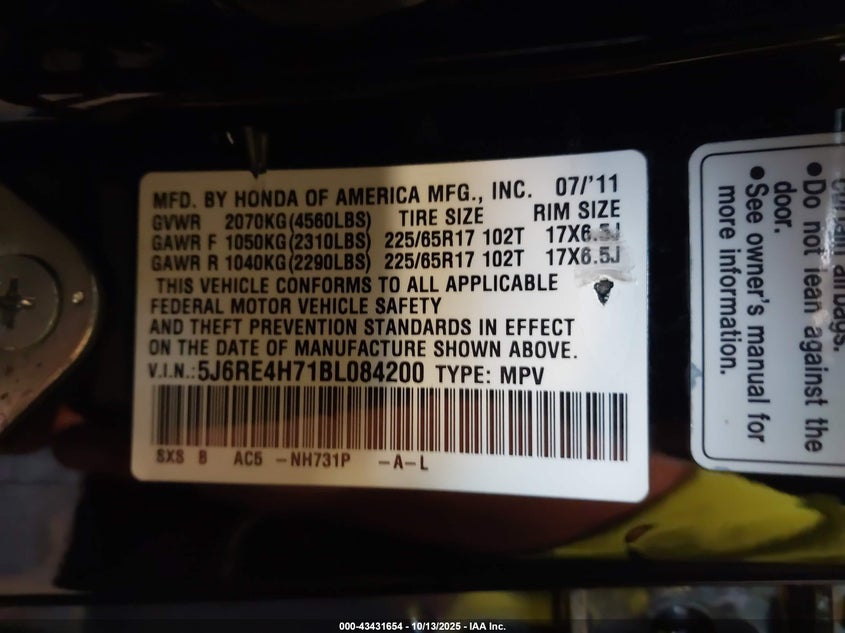 MFD. BY HONDA OF AMERICA MFG., INC. 07/'11
GVWR 2070KG(4560LBS) TIRE SIZE RIM SIZE
GAWR F 1050KG(2310LBS) 225/65R17 102T 17X6.5J
GAWR R 1040KG(2290LBS) 225/65R17 102T 17X6.5J
THIS VEHICLE CONFORMS TO ALL APPLICABLE
FEDERAL MOTOR VEHICLE SAFETY
AND THEFT PREVENTION STANDARDS IN EFFECT
ON THE DATE OF MANUFACTURE SHOWN ABOVE.
V.I.N.:5J6RE4H71BL084200 TYPE: MPV
SXS B AC5 -NH731P -A-L
curtain airbags.
•Do not lean against the
door.
•See owner's manual for
more information.
000-43431654 - 10/13/2025 - IAA Inc.